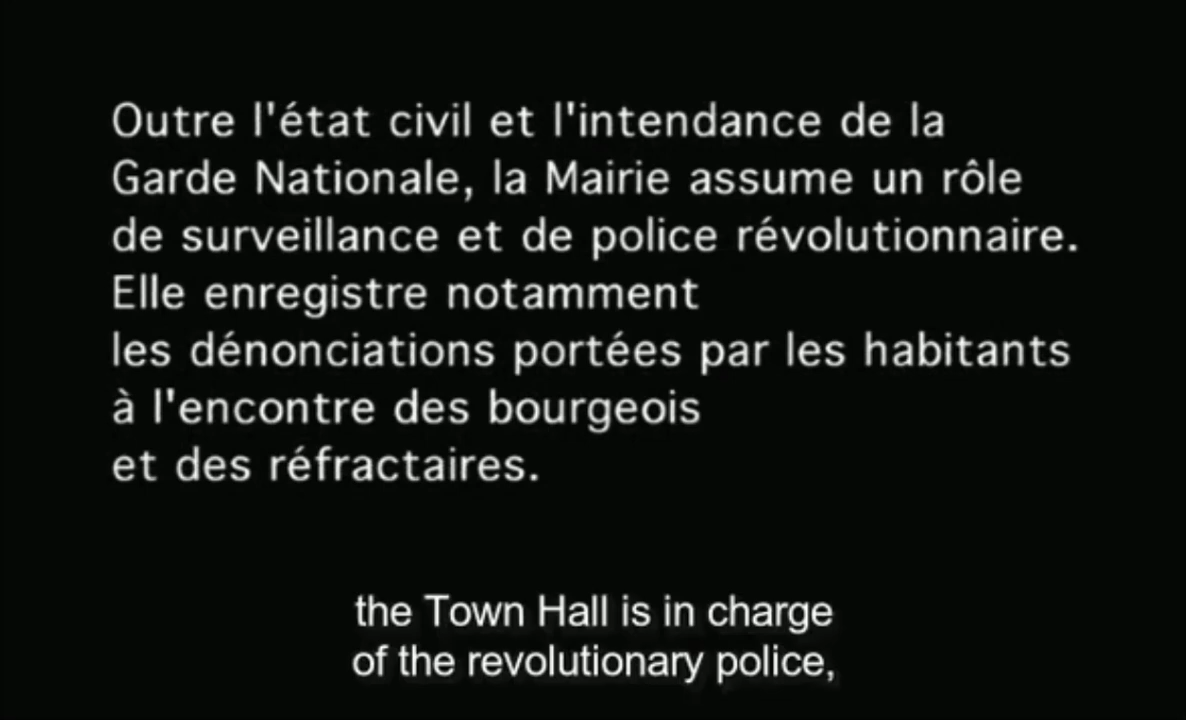 Outre l'état civil et l'intendance de la
Garde Nationale, la Mairie assume un rôle
de surveillance et de police révolutionnaire.
Elle enregistre notamment
les dénonciations portées par les habitants
à l'encontre des bourgeois
et des réfractaires.
the Town Hall is in charge
of the revolutionary police,